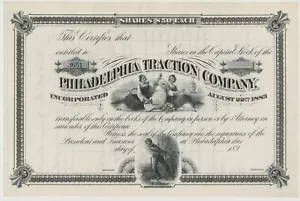 SHARES $50 EACH
This Certifies that
entitled to Shares in the Capital Stock of the
PHILADELPHIA TRACTION COMPANY,
INCORPORATED AUGUST 22ND 1883
transferable only on the books of the Company in person or by Attorney on
surrender of this Certificate.
Witness the seal of the Company and the signatures of the
President and Treasurer at Philadelphia this
day of 189